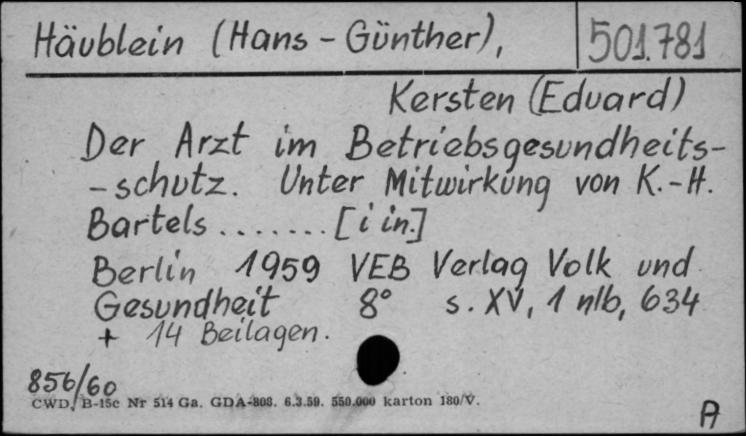 Häublein (Hans-Günther), 501.781
Kersten (Eduard)
Der Arzt im Betriebsgesundheits-
-schutz. Unter Mitwirkung von K.-H.
Bartels ....... [i in.]
Berlin 1959 VEB Verlag Volk und
Gesundheit 8° s. XV, 1 nlb, 634
+ 14 Beilagen.
856/60
CWD, B-15c Nr 514 Ga. GDA-808. 6.3.59. 550.000 karton 180/V.
A